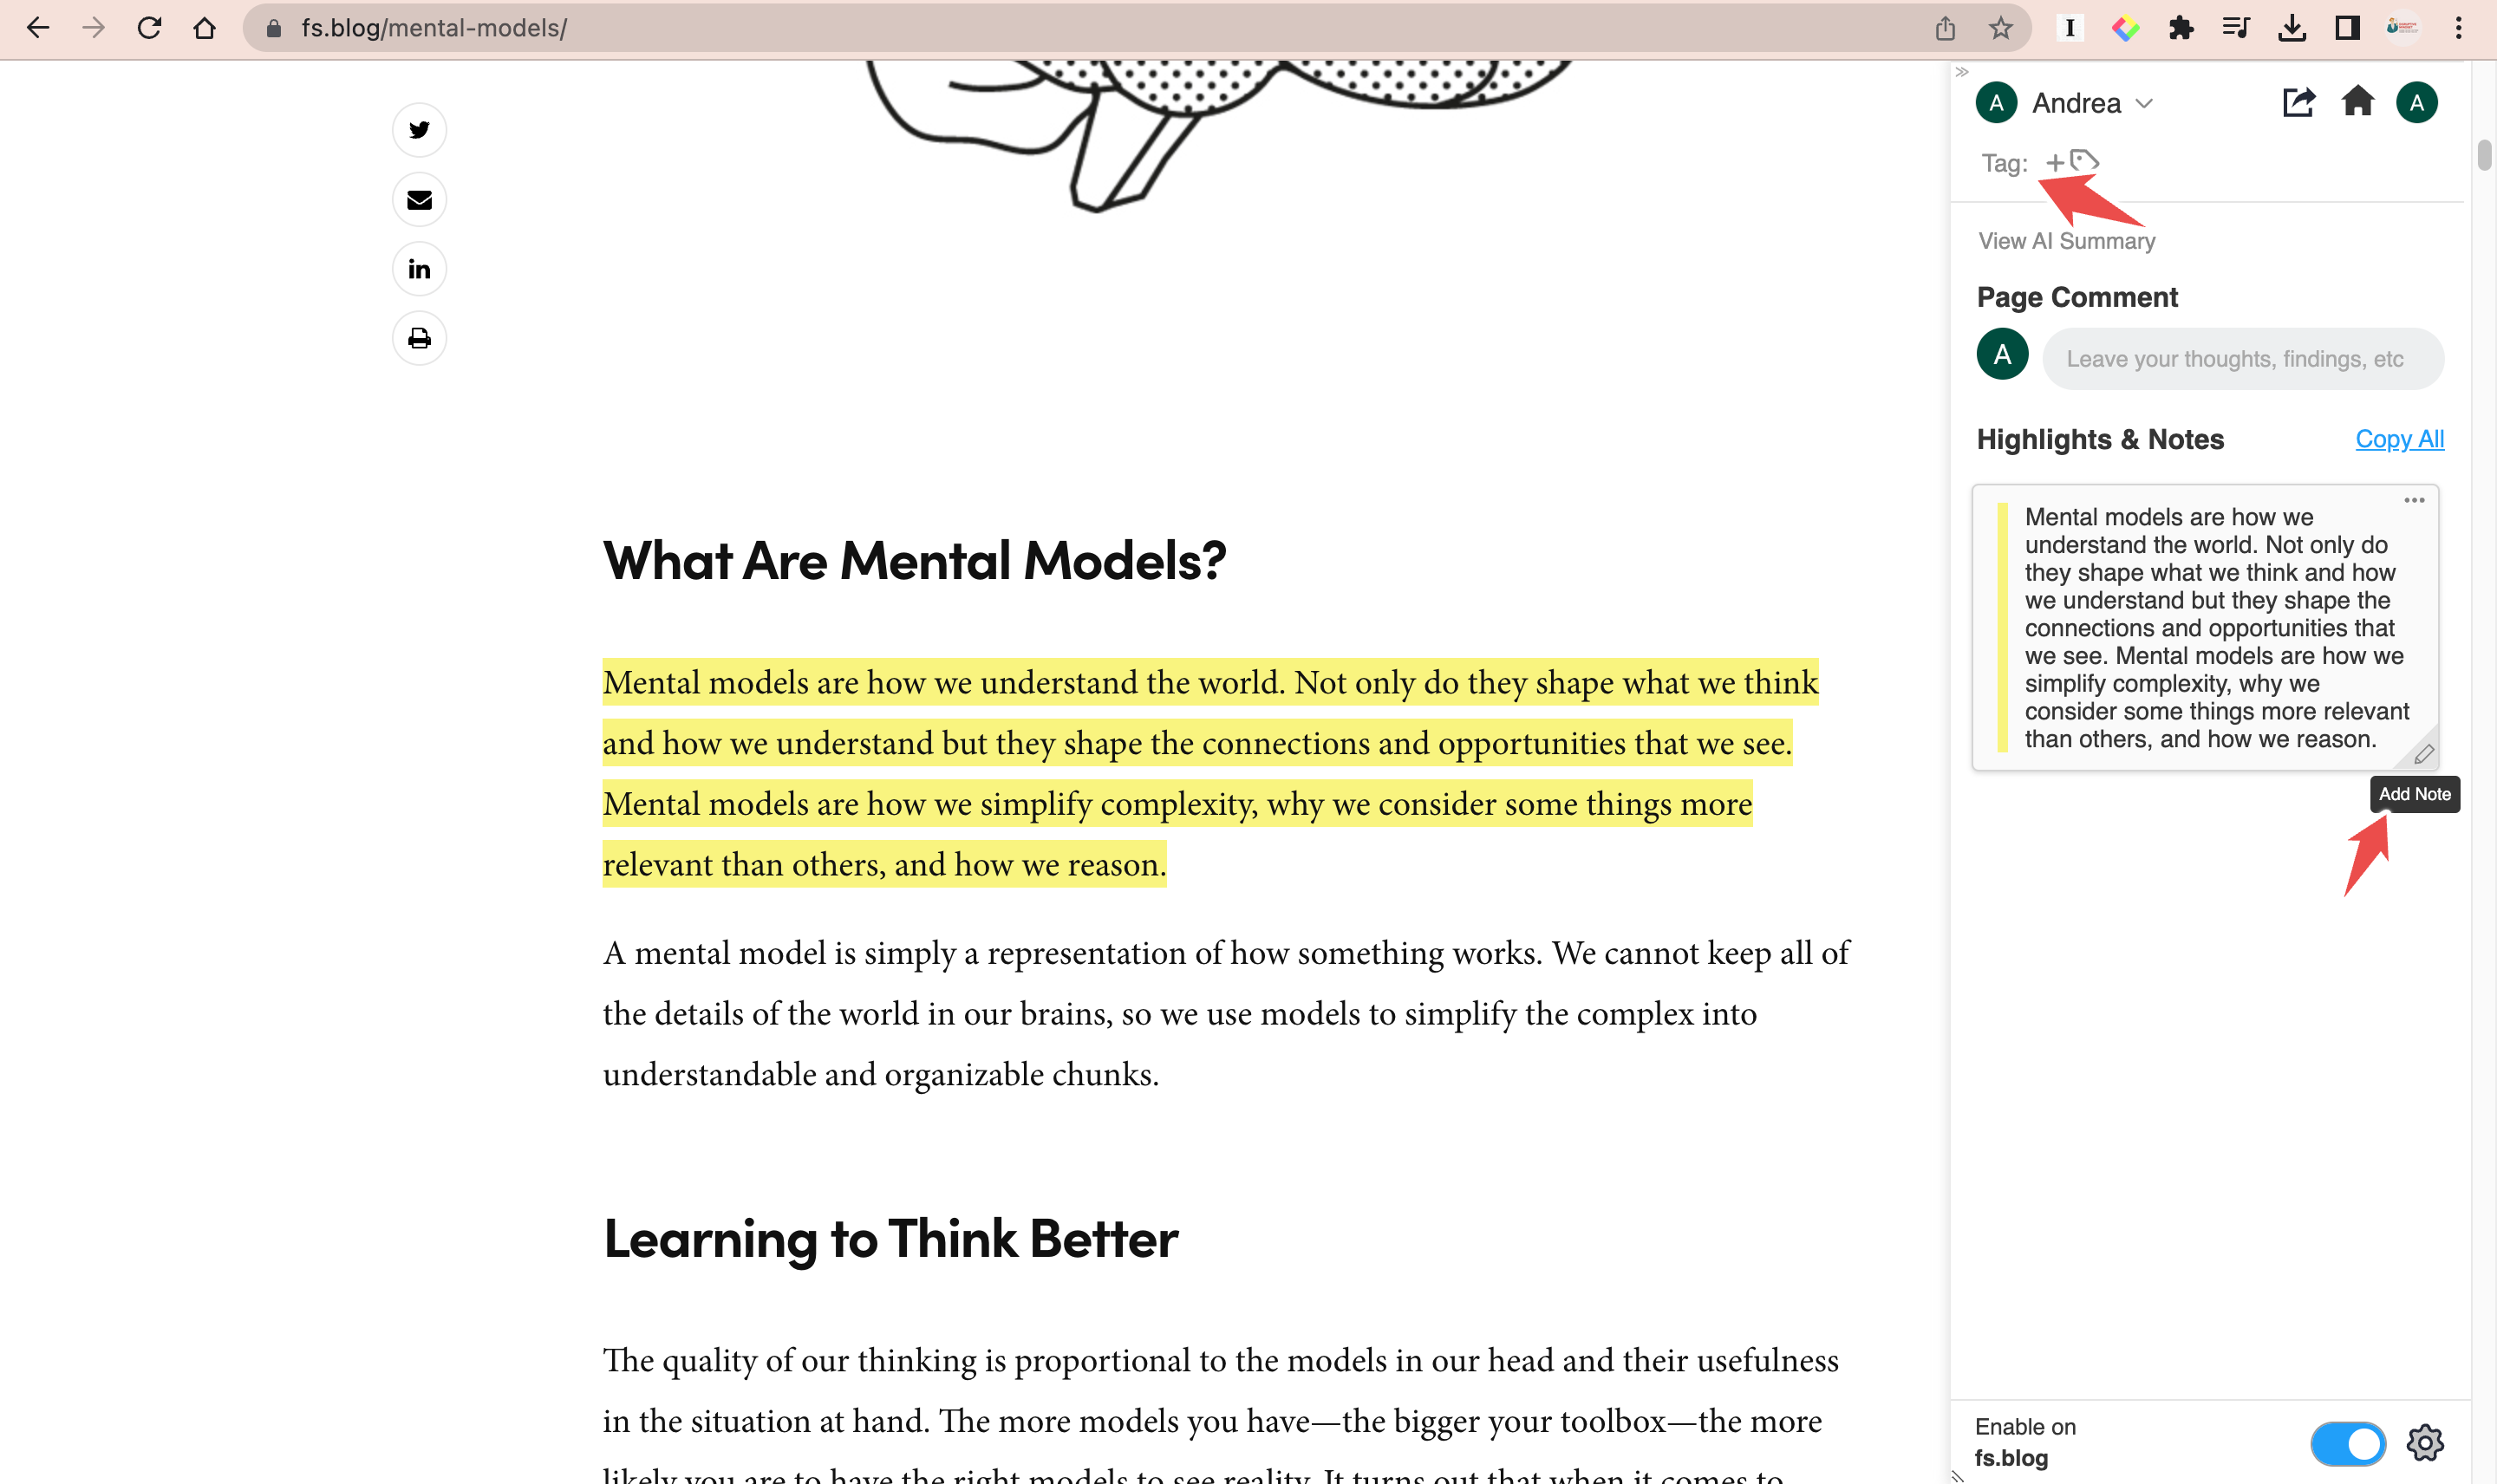 fs.blog/mental-models/
What Are Mental Models?
Mental models are how we understand the world. Not only do they shape what we think
and how we understand but they shape the connections and opportunities that we see.
Mental models are how we simplify complexity, why we consider some things more
relevant than others, and how we reason.
A mental model is simply a representation of how something works. We cannot keep all of
the details of the world in our brains, so we use models to simplify the complex into
understandable and organizable chunks.
Learning to Think Better
The quality of our thinking is proportional to the models in our head and their usefulness
in the situation at hand. The more models you have—the bigger your toolbox—the more
likely you are to have the right models to see reality. It turns out that when it comes to
A Andrea
A
Tag:
View AI Summary
Page Comment
A Leave your thoughts, findings, etc
Highlights & Notes Copy All
Mental models are how we
understand the world. Not only do
they shape what we think and how
we understand but they shape the
connections and opportunities that
we see. Mental models are how we
simplify complexity, why we
consider some things more relevant
than others, and how we reason.
Add Note
Enable on
fs.blog